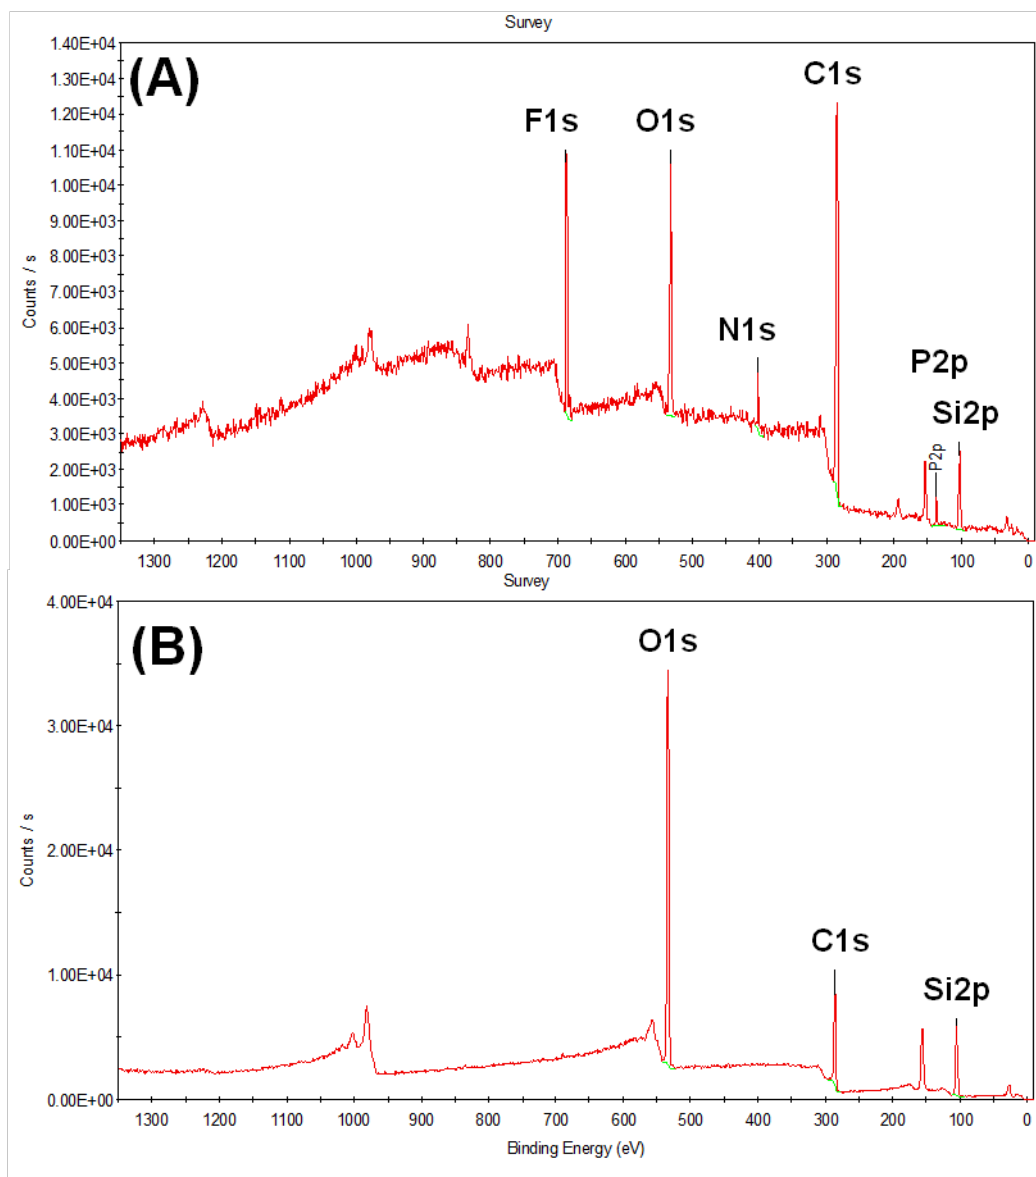 Survey
(A)
1.40E+04
1.30E+04
1.20E+04
1.10E+04
1.00E+04
9.00E+03
8.00E+03
7.00E+03
6.00E+03
5.00E+03
4.00E+03
3.00E+03
2.00E+03
1.00E+03
0.00E+00
Counts / s
F1s
O1s
N1s
C1s
P2p
Si2p
P2p
1300 1200 1100 1000 900 800 700 600 500 400 300 200 100 0
Survey
(B)
4.00E+04
3.00E+04
2.00E+04
1.00E+04
0.00E+00
Counts / s
O1s
C1s
Si2p
1300 1200 1100 1000 900 800 700 600 500 400 300 200 100 0
Binding Energy (eV)